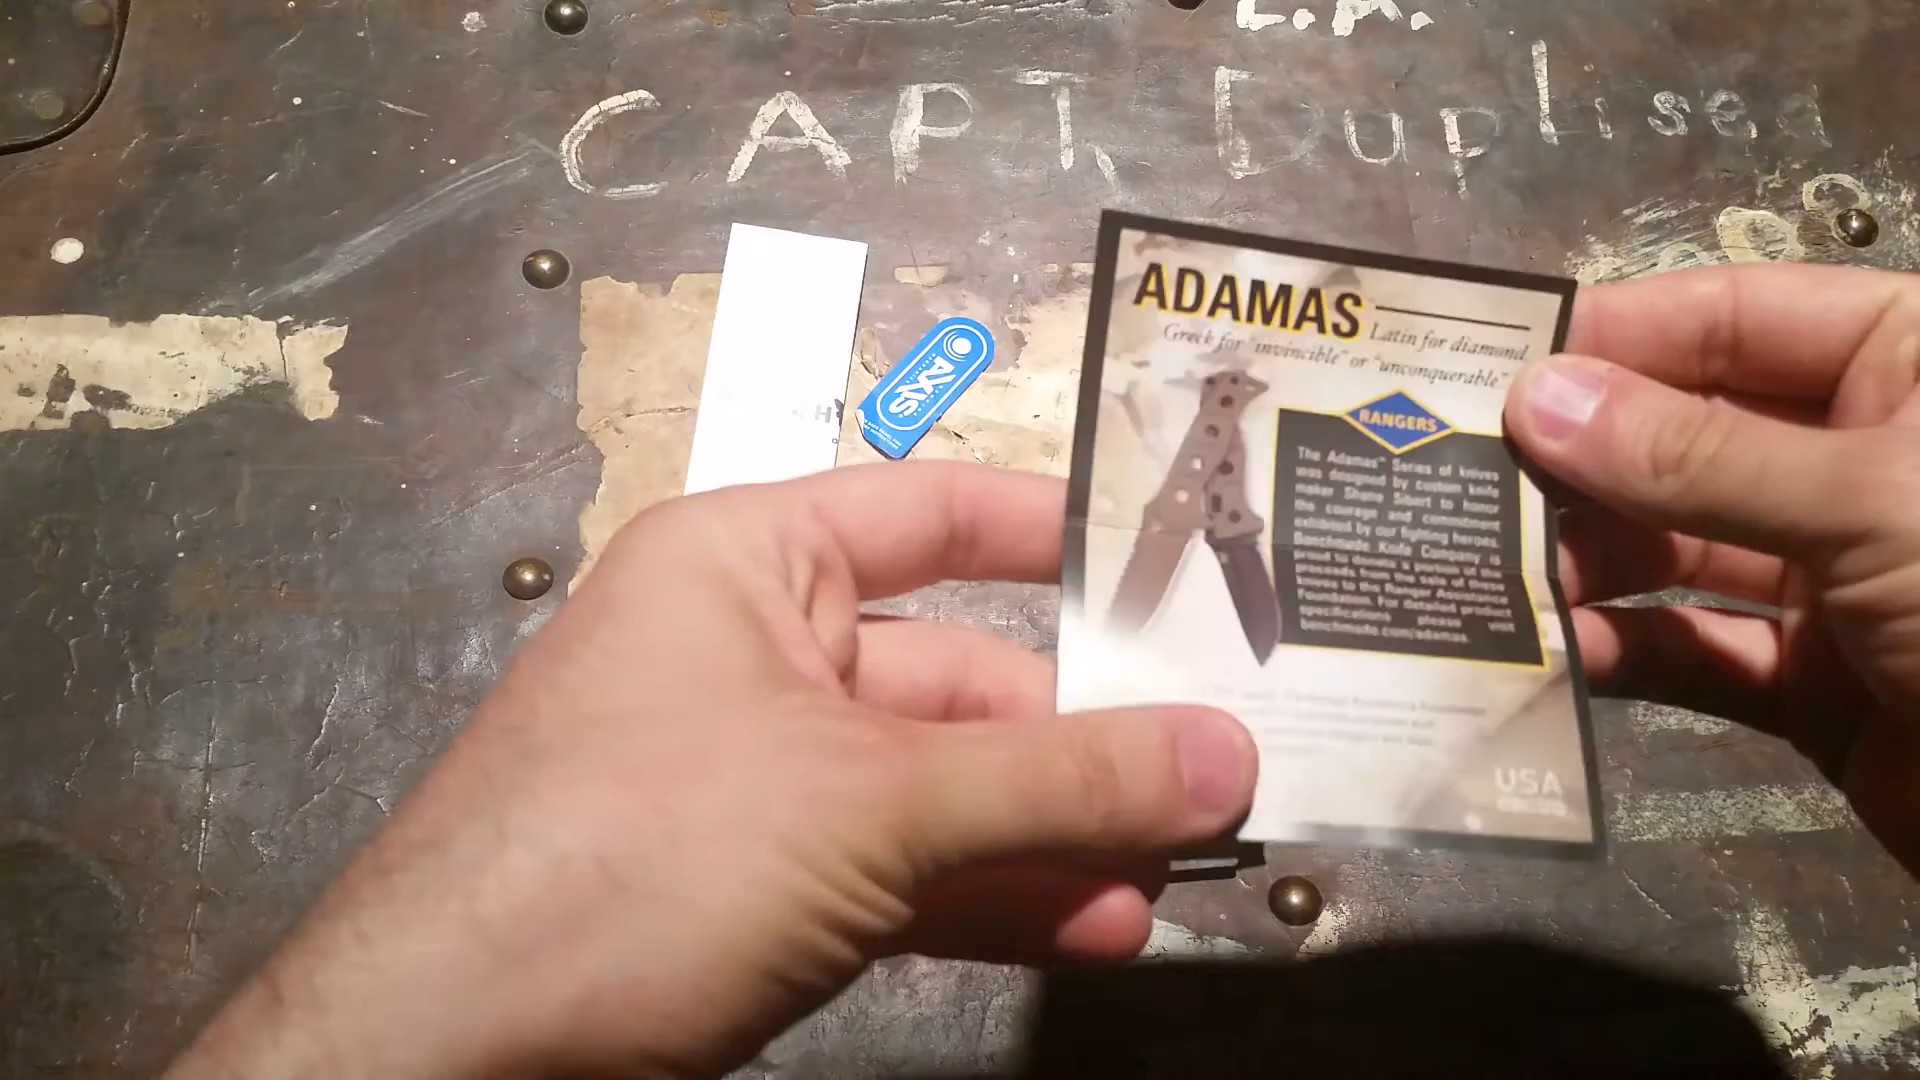 L.A.
CAPT. Duplisea
AXIS
ADAMAS
Latin for diamond
Greek for "invincible" or "unconquerable"
RANGERS
The Adamas™ Series of knives
was designed by custom knife
maker Shane Sibert to honor
the courage and commitment
exhibited by our fighting heroes.
Benchmade Knife Company is
proud to donate a portion of the
proceeds from the sale of these
knives to the Ranger Assistance
Foundation. For detailed product
specifications please visit
benchmade.com/adamas.
USA